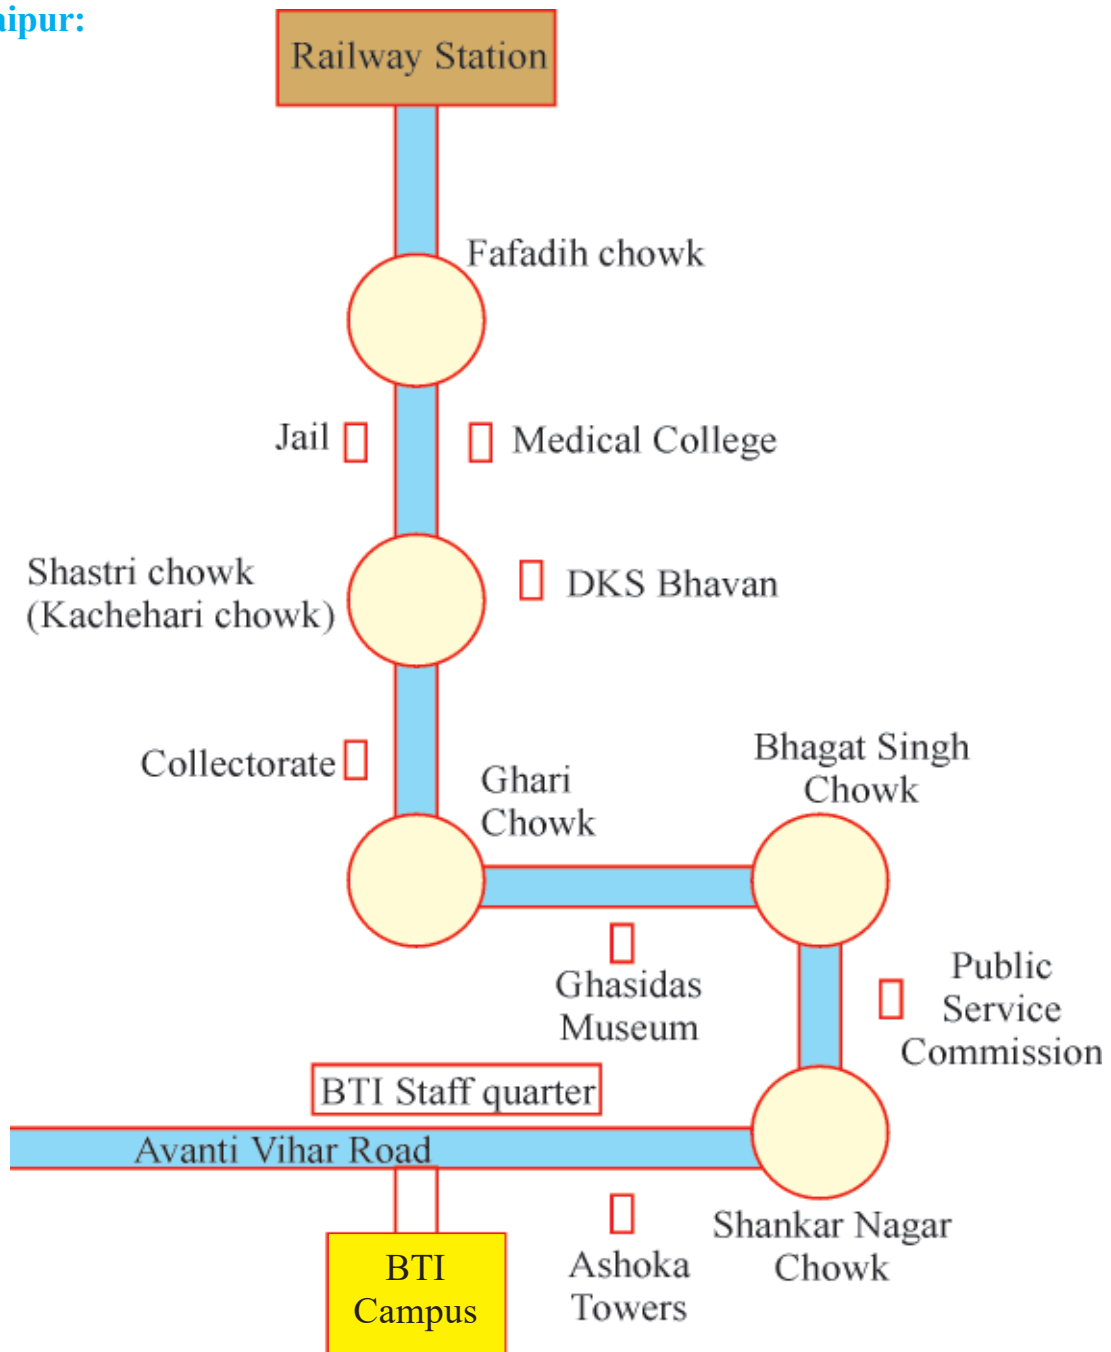 aipur:
Railway Station
Fafadih chowk
Jail
Medical College
Shastri chowk
(Kachehari chowk)
DKS Bhavan
Collectorate
Ghari
Chowk
Bhagat Singh
Chowk
Ghasidas
Museum
Public
Service
Commission
BTI Staff quarter
Avanti Vihar Road
Shankar Nagar
Chowk
Ashoka
Towers
BTI
Campus